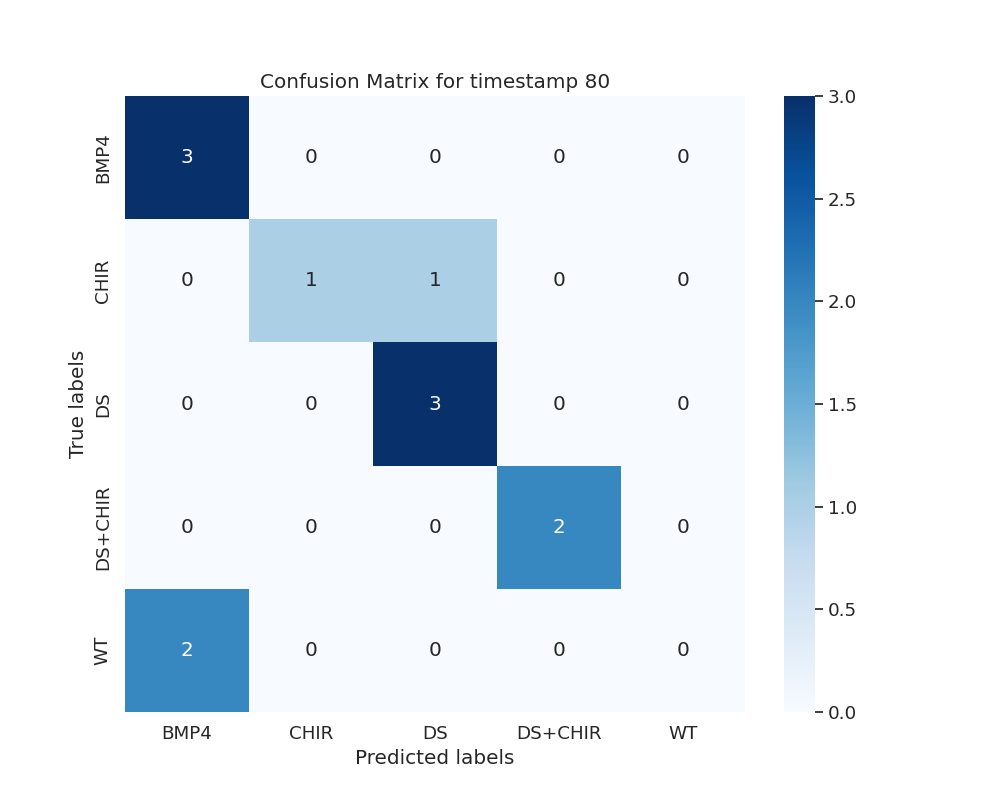 Confusion Matrix for timestamp 80
True labels
BMP4 3 0 0 0 0
CHIR 0 1 1 0 0
DS 0 0 3 0 0
DS+CHIR 0 0 0 2 0
WT 2 0 0 0 0
BMP4 CHIR DS DS+CHIR WT
Predicted labels
3.0
2.5
2.0
1.5
1.0
0.5
0.0